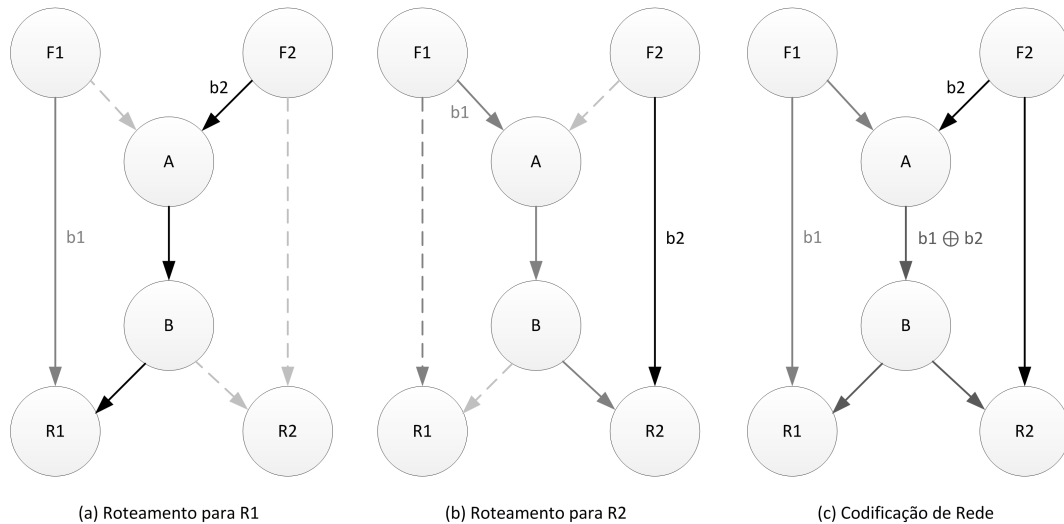 F1
F2
b2
A
b1
B
R1
R2
(a) Roteamento para R1
F1
F2
b1
A
b2
B
R1
R2
(b) Roteamento para R2
F1
F2
b2
A
b1
b1 ⊕ b2
B
R1
R2
(c) Codificação de Rede